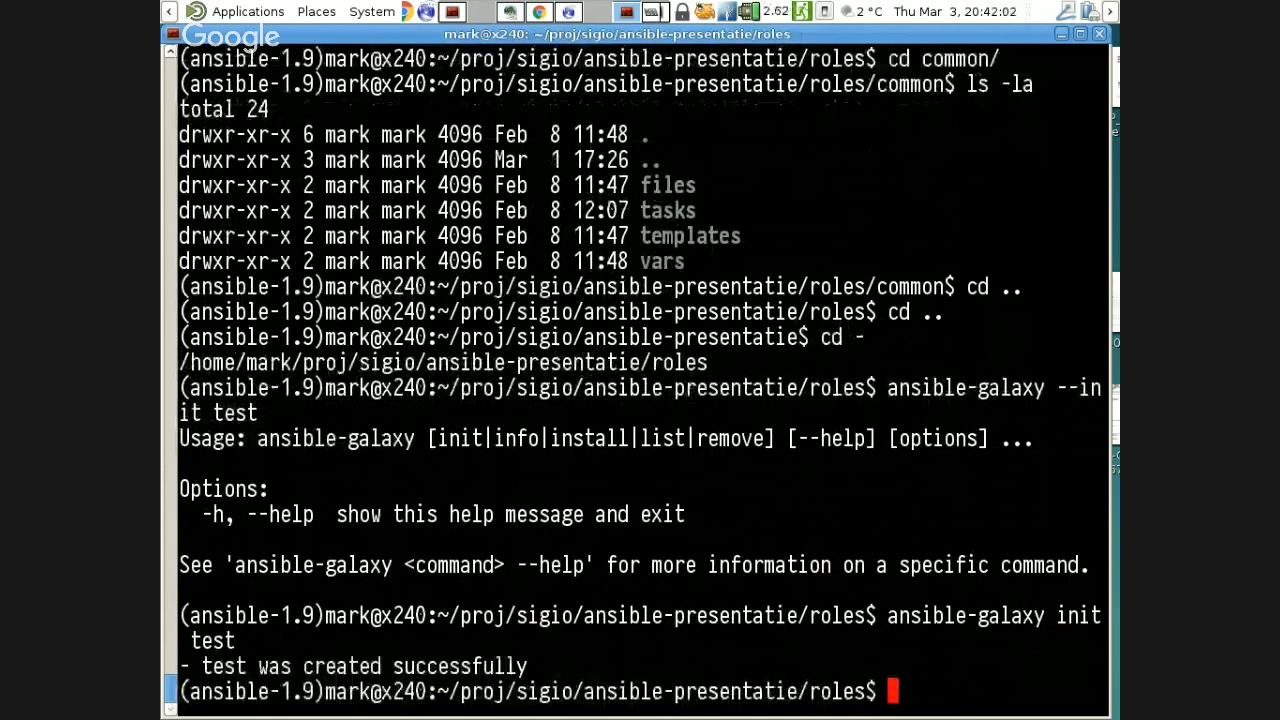 Applications Places System 2.62 2 °C Thu Mar 3, 20:42:02
Google
mark@x240: ~/proj/sigio/ansible-presentatie/roles
(ansible-1.9)mark@x240:~/proj/sigio/ansible-presentatie/roles$ cd common/
(ansible-1.9)mark@x240:~/proj/sigio/ansible-presentatie/roles/common$ ls -la
total 24
drwxr-xr-x 6 mark mark 4096 Feb  8 11:48 .
drwxr-xr-x 3 mark mark 4096 Mar  1 17:26 ..
drwxr-xr-x 2 mark mark 4096 Feb  8 11:47 files
drwxr-xr-x 2 mark mark 4096 Feb  8 12:07 tasks
drwxr-xr-x 2 mark mark 4096 Feb  8 11:47 templates
drwxr-xr-x 2 mark mark 4096 Feb  8 11:48 vars
(ansible-1.9)mark@x240:~/proj/sigio/ansible-presentatie/roles/common$ cd ..
(ansible-1.9)mark@x240:~/proj/sigio/ansible-presentatie/roles$ cd ..
(ansible-1.9)mark@x240:~/proj/sigio/ansible-presentatie$ cd -
/home/mark/proj/sigio/ansible-presentatie/roles
(ansible-1.9)mark@x240:~/proj/sigio/ansible-presentatie/roles$ ansible-galaxy --in
it test
Usage: ansible-galaxy [init|info|install|list|remove] [--help] [options] ...
Options:
  -h, --help  show this help message and exit
See 'ansible-galaxy <command> --help' for more information on a specific command.
(ansible-1.9)mark@x240:~/proj/sigio/ansible-presentatie/roles$ ansible-galaxy init
 test
- test was created successfully
(ansible-1.9)mark@x240:~/proj/sigio/ansible-presentatie/roles$